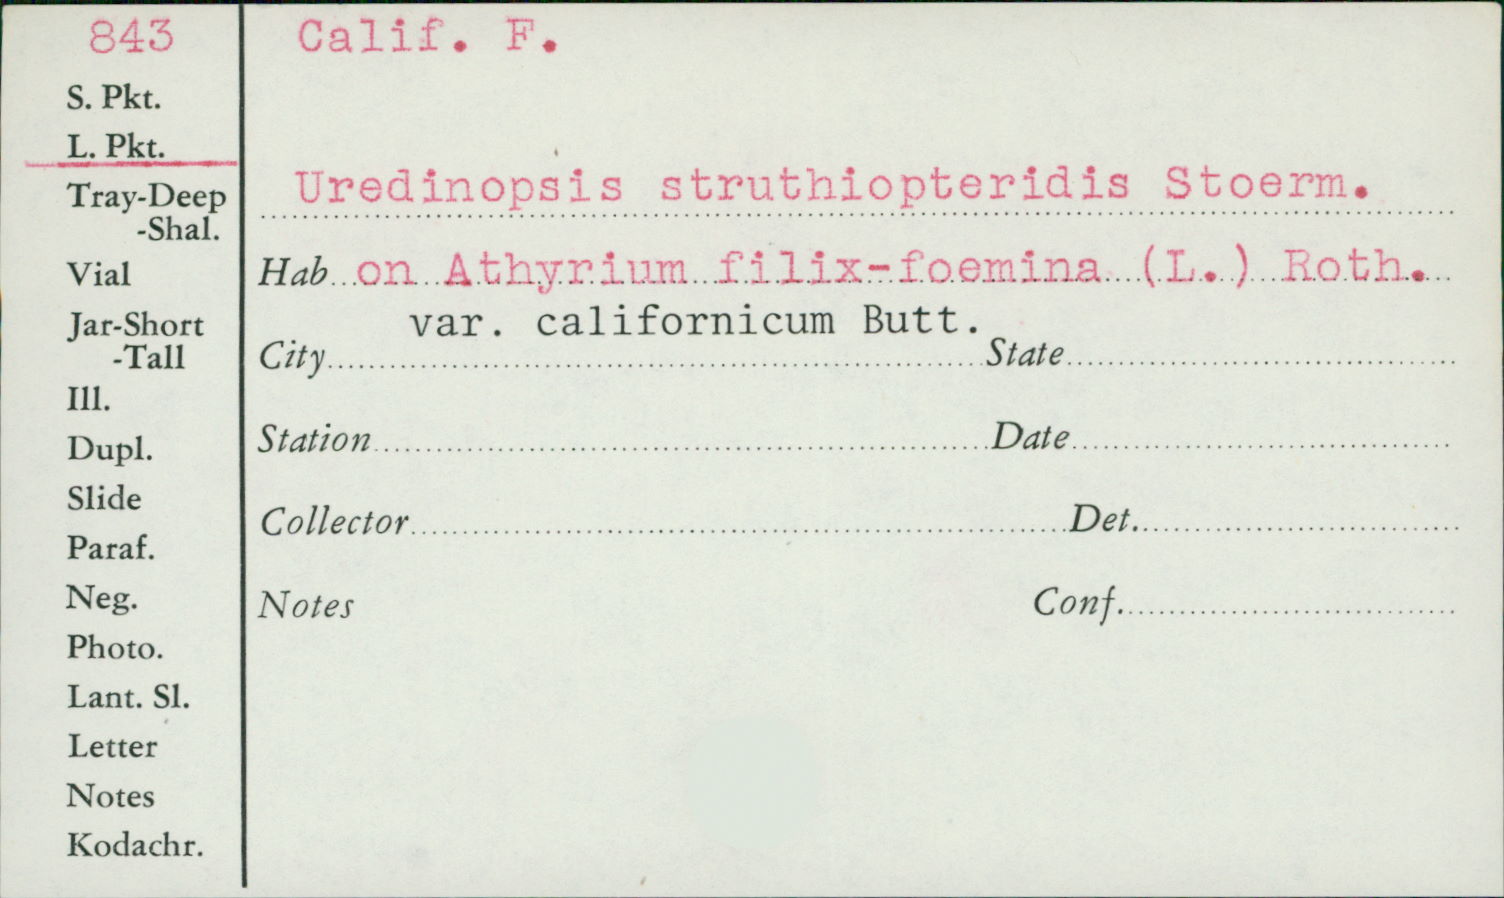 843
Calif. F.
S. Pkt.
L. Pkt.
Tray-Deep
-Shal.
Vial
Jar-Short
-Tall
Ill.
Dupl.
Slide
Paraf.
Neg.
Photo.
Lant. Sl.
Letter
Notes
Kodachr.
Uredinopsis struthiopteridis Stoerm.
Hab on Athyrium filix-foemina (L.) Roth.
var. californicum Butt.
City State
Station Date
Collector Det.
Notes Conf.